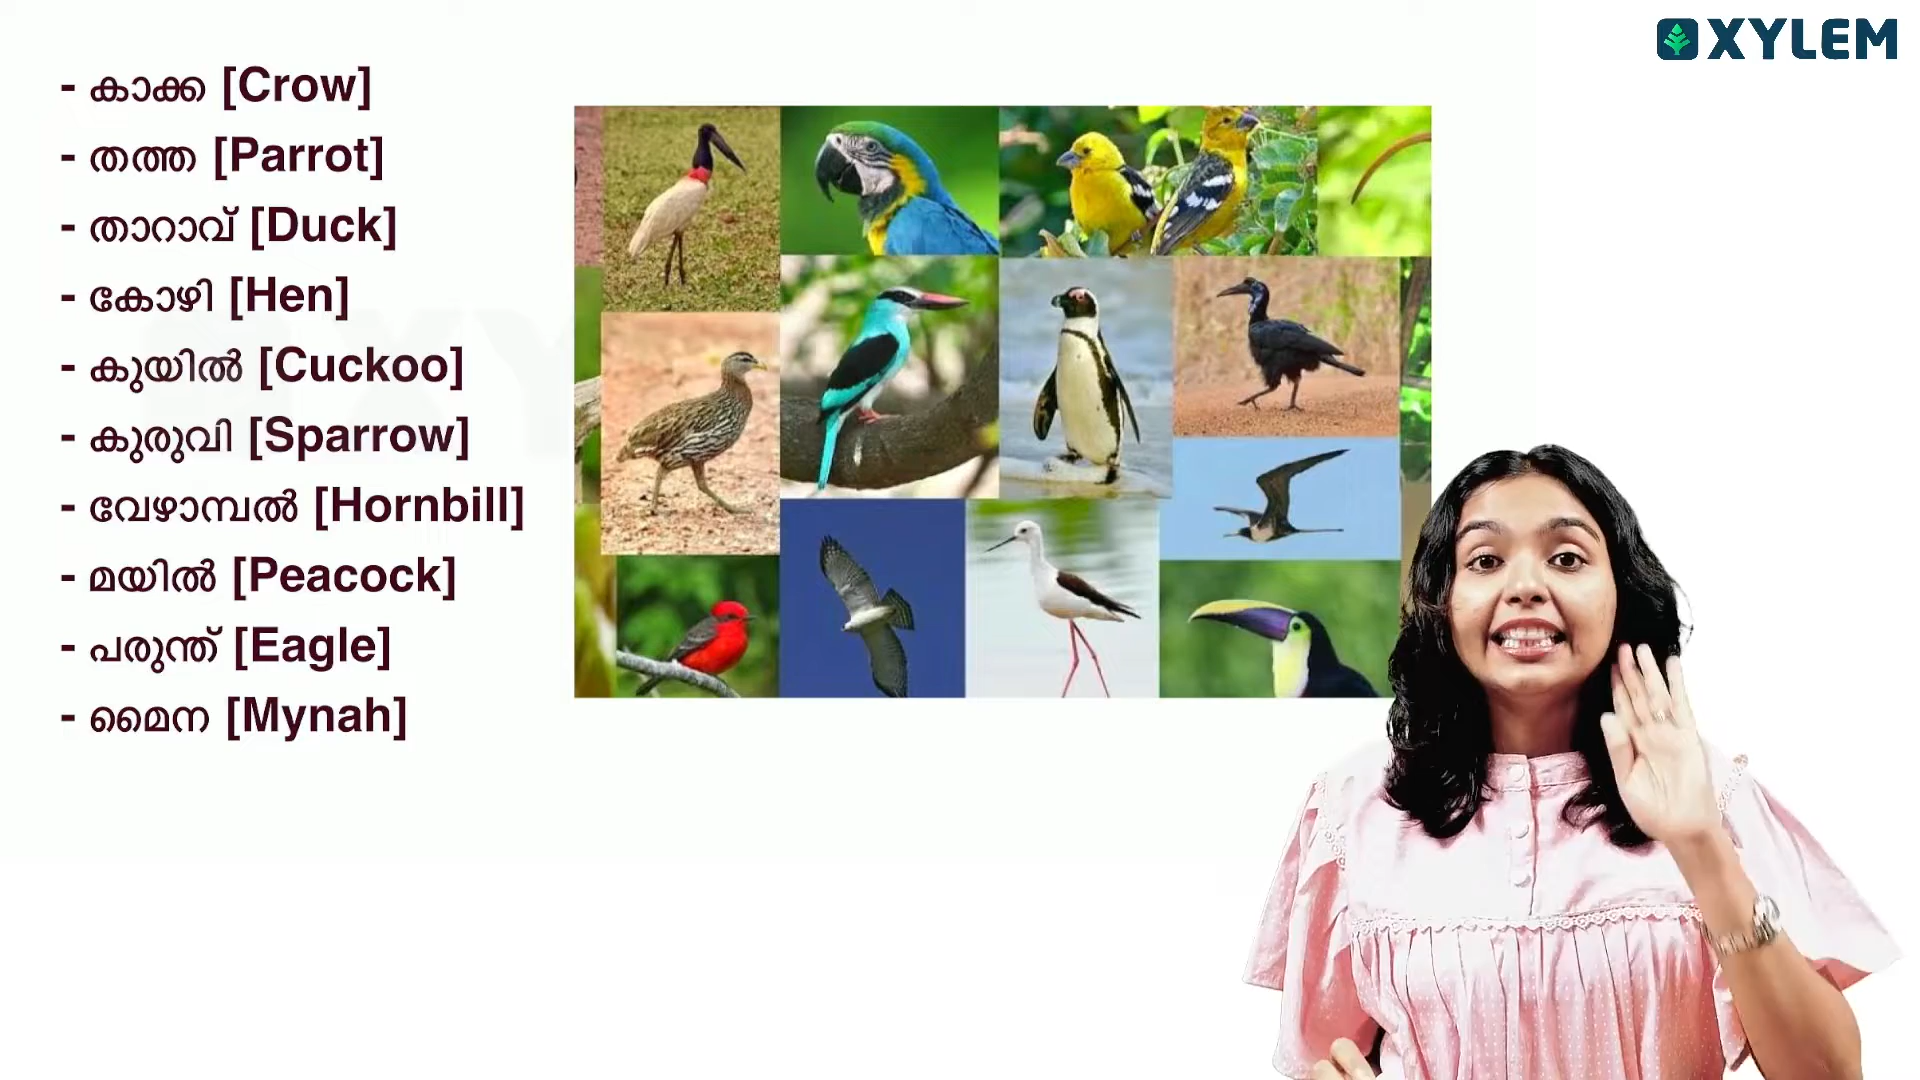 XYLEM
- കാക്ക [Crow]
- തത്ത [Parrot]
- താറാവ് [Duck]
- കോഴി [Hen]
- കുയിൽ [Cuckoo]
- കുരുവി [Sparrow]
- വേഴാമ്പൽ [Hornbill]
- മയിൽ [Peacock]
- പരുന്ത് [Eagle]
- മൈന [Mynah]